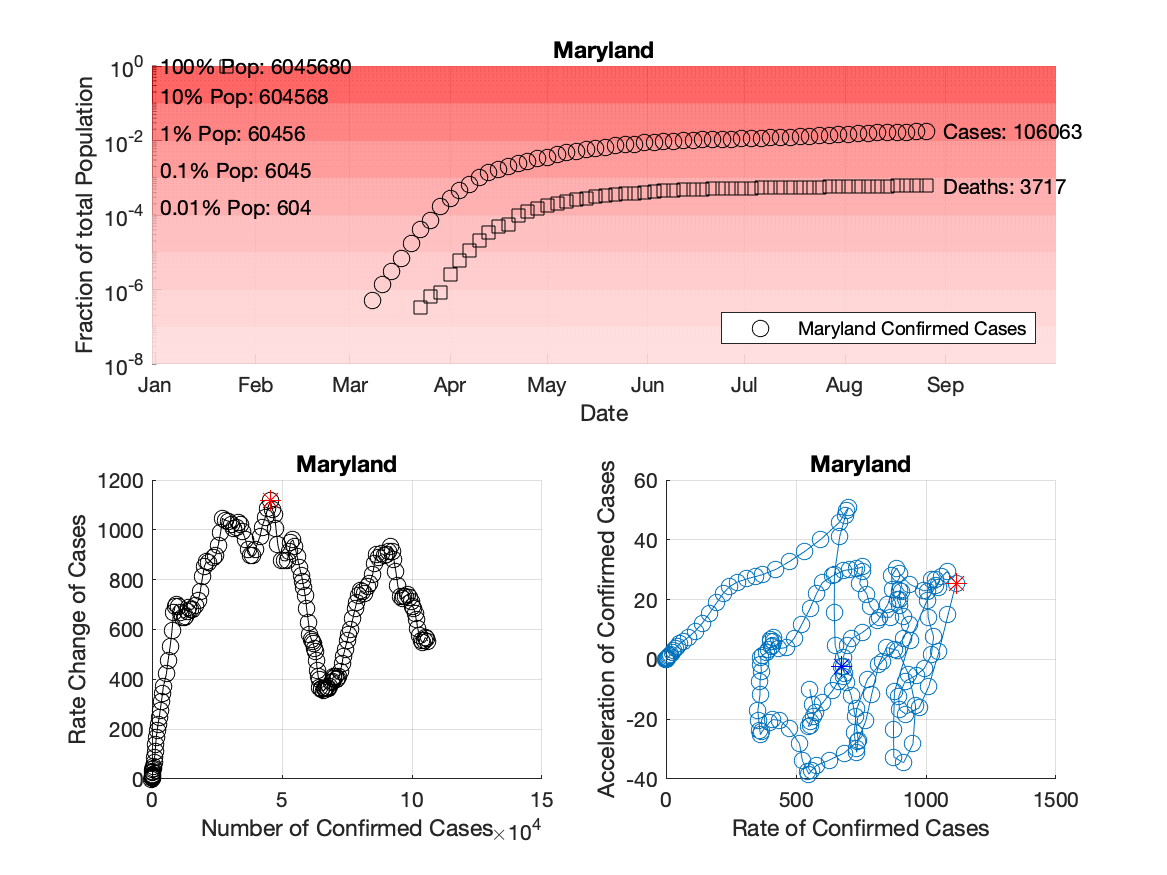 Maryland
Fraction of total Population
10^0
10^-2
10^-4
10^-6
10^-8
100% Pop: 6045680
10% Pop: 604568
1% Pop: 60456
0.1% Pop: 6045
0.01% Pop: 604
Cases: 106063
Deaths: 3717
Maryland Confirmed Cases
Jan Feb Mar Apr May Jun Jul Aug Sep
Date
Maryland
Rate Change of Cases
1200
1000
800
600
400
200
0
0 5 10 15
Number of Confirmed Cases ×10^4
Maryland
Acceleration of Confirmed Cases
60
40
20
0
-20
-40
0 500 1000 1500
Rate of Confirmed Cases